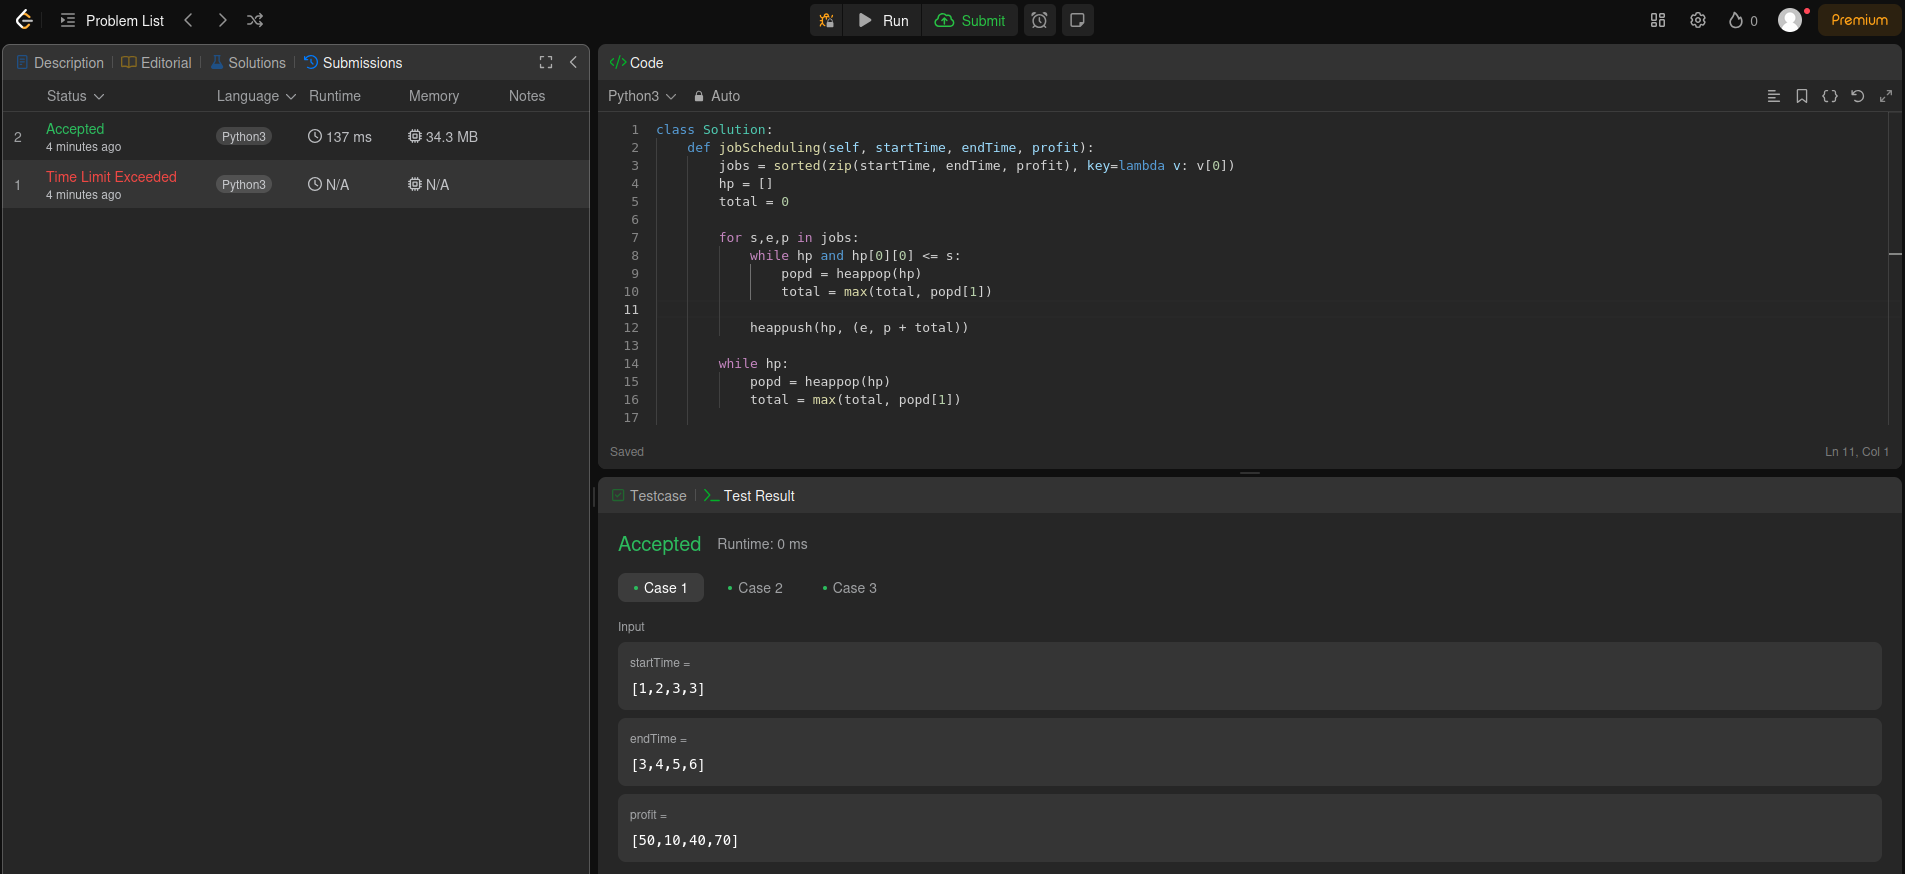 Problem List
Run
Submit
0
Premium
Description
Editorial
Solutions
Submissions
Status
Language
Runtime
Memory
Notes
2
Accepted
4 minutes ago
Python3
137 ms
34.3 MB
1
Time Limit Exceeded
4 minutes ago
Python3
N/A
N/A
Code
Python3
Auto
1 class Solution:
2     def jobScheduling(self, startTime, endTime, profit):
3         jobs = sorted(zip(startTime, endTime, profit), key=lambda v: v[0])
4         hp = []
5         total = 0
6
7         for s,e,p in jobs:
8             while hp and hp[0][0] <= s:
9                 popd = heappop(hp)
10                 total = max(total, popd[1])
11
12             heappush(hp, (e, p + total))
13
14         while hp:
15             popd = heappop(hp)
16             total = max(total, popd[1])
17
Saved
Ln 11, Col 1
Testcase
Test Result
Accepted
Runtime: 0 ms
Case 1
Case 2
Case 3
Input
startTime =
[1,2,3,3]
endTime =
[3,4,5,6]
profit =
[50,10,40,70]